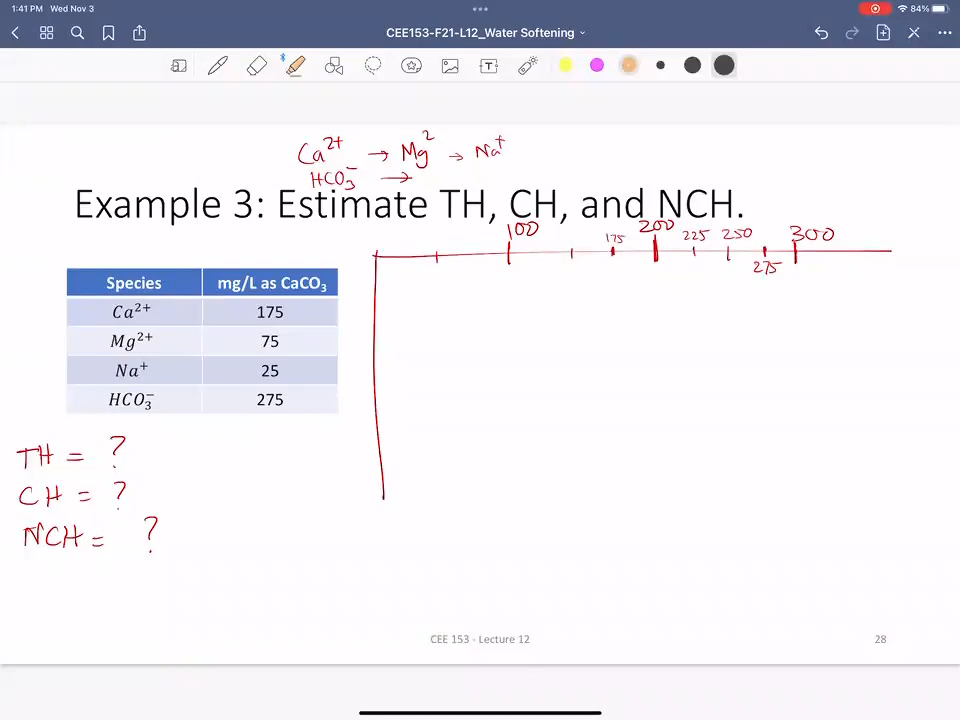 1:41 PM Wed Nov 3
84%
CEE153-F21-L12_Water Softening
Ca²⁺ → Mg² → Na⁺
HCO₃⁻ →
Example 3: Estimate TH, CH, and NCH.
100 175 200 225 250 275 300
Species mg/L as CaCO₃
Ca²⁺ 175
Mg²⁺ 75
Na⁺ 25
HCO₃⁻ 275
TH = ?
CH = ?
NCH = ?
CEE 153 - Lecture 12
28